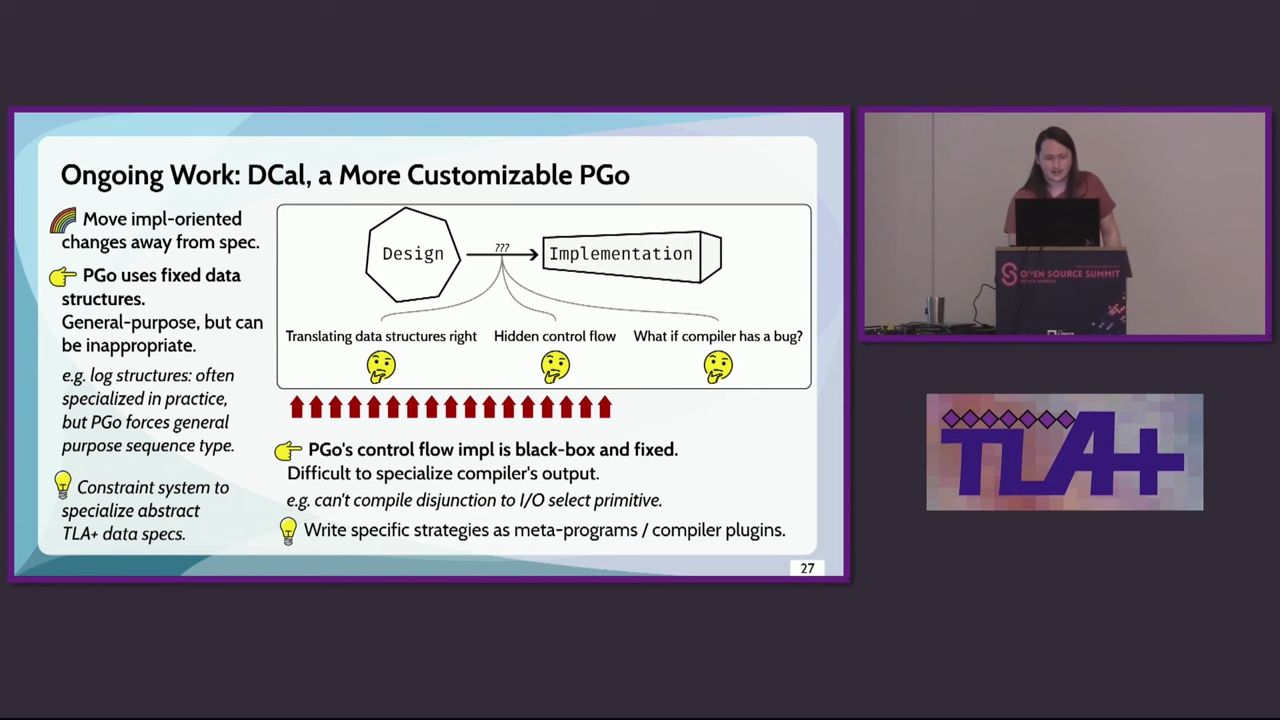 Ongoing Work: DCal, a More Customizable PGo
Move impl-oriented
changes away from spec.
PGo uses fixed data
structures.
General-purpose, but can
be inappropriate.
e.g. log structures: often
specialized in practice,
but PGo forces general
purpose sequence type.
Constraint system to
specialize abstract
TLA+ data specs.
Design
???
Implementation
Translating data structures right
Hidden control flow
What if compiler has a bug?
PGo's control flow impl is black-box and fixed.
Difficult to specialize compiler's output.
e.g. can't compile disjunction to I/O select primitive.
Write specific strategies as meta-programs / compiler plugins.
27
OPEN SOURCE SUMMIT
TLA+